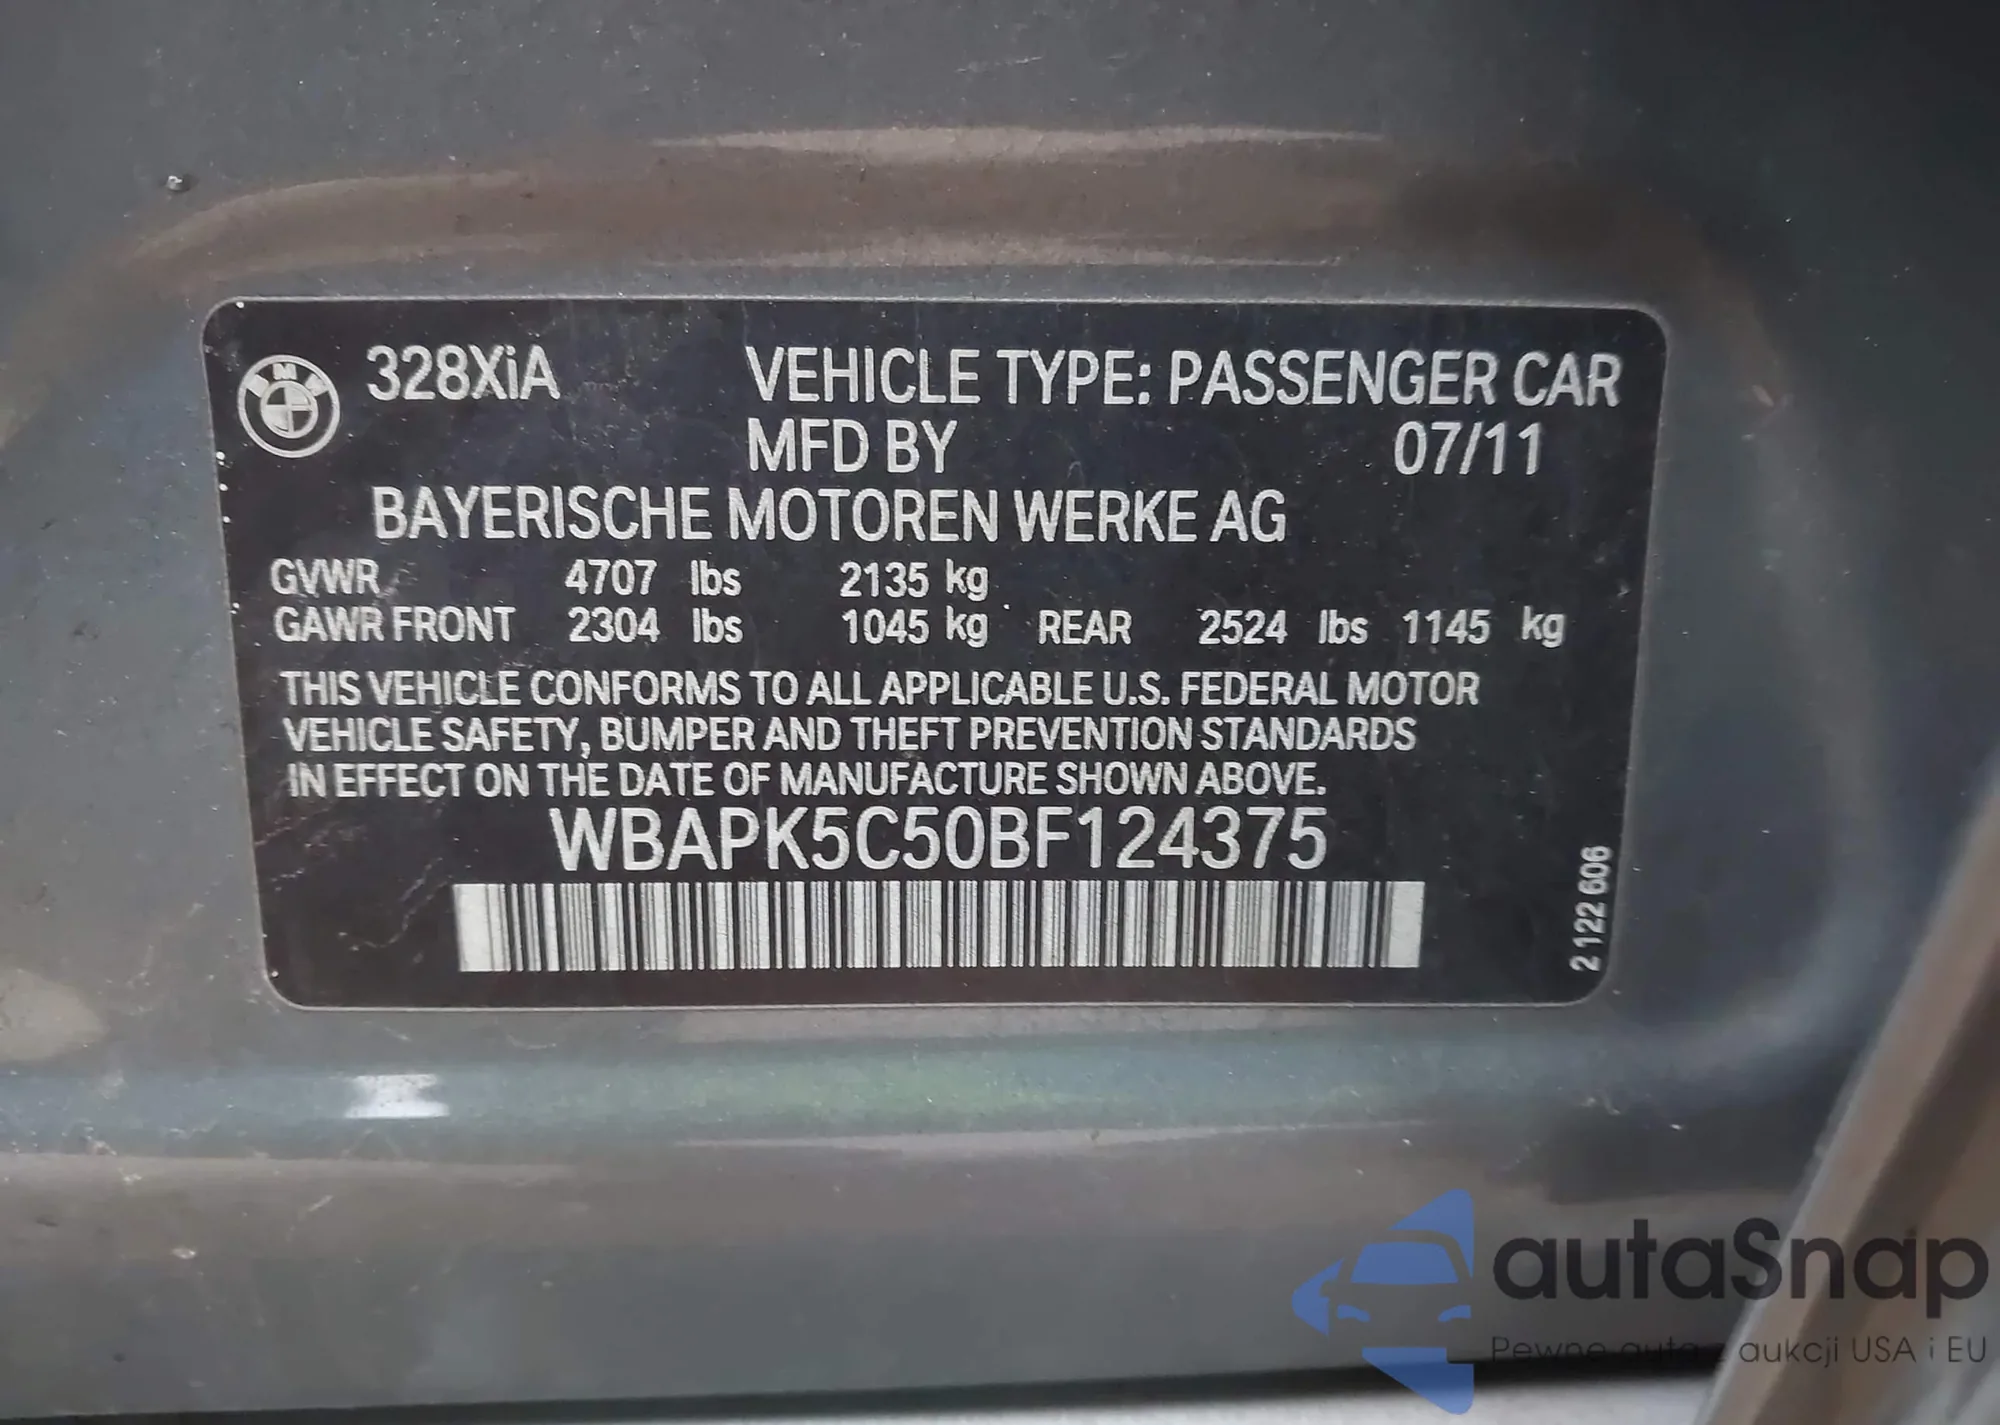 BMW 328XiA VEHICLE TYPE: PASSENGER CAR
MFD BY 07/11
BAYERISCHE MOTOREN WERKE AG
GVWR 4707 lbs 2135 kg
GAWR FRONT 2304 lbs 1045 kg REAR 2524 lbs 1145 kg
THIS VEHICLE CONFORMS TO ALL APPLICABLE U.S. FEDERAL MOTOR
VEHICLE SAFETY, BUMPER AND THEFT PREVENTION STANDARDS
IN EFFECT ON THE DATE OF MANUFACTURE SHOWN ABOVE.
WBAPK5C50BF124375
2 122 606
autaSnap
Pewne auta z aukcji USA i EU